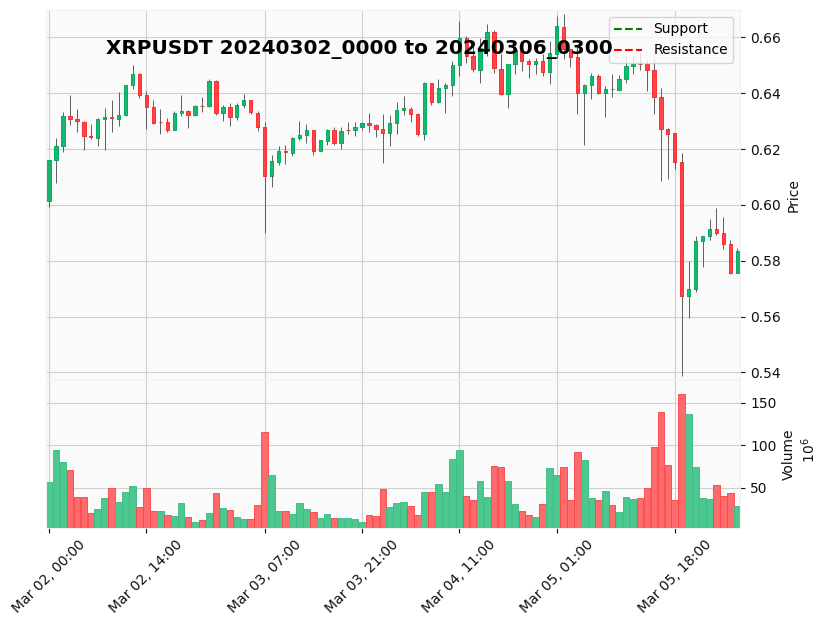 XRPUSDT 20240302_0000 to 20240306_0300
Support
Resistance
0.66
0.64
0.62
0.60
0.58
0.56
0.54
Price
150
100
50
Volume
10^6
Mar 02, 00:00
Mar 02, 14:00
Mar 03, 07:00
Mar 03, 21:00
Mar 04, 11:00
Mar 05, 01:00
Mar 05, 18:00